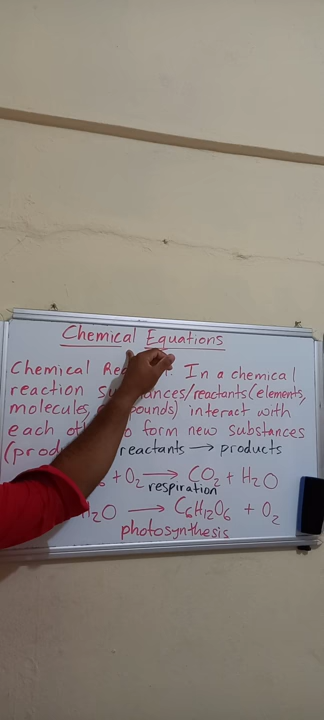 Chemical Equations
Chemical In a chemical
reaction /reactants (elements,
molecules, interact with
each form new substances
reactants → products
+ O₂ → CO₂ + H₂O
respiration
H₂O → C₆H₁₂O₆ + O₂
photosynthesis